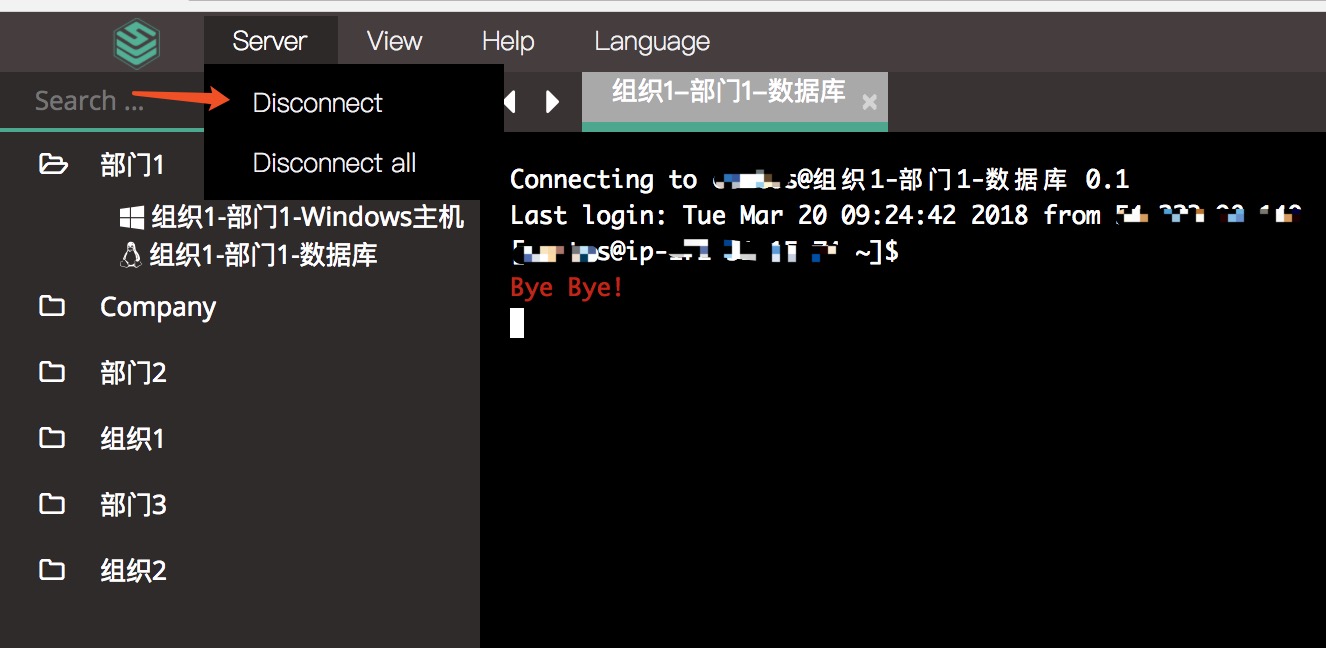 Server View Help Language
Search ...
Disconnect
Disconnect all
组织1-部门1-数据库
部门1
组织1-部门1-Windows主机
组织1-部门1-数据库
Company
部门2
组织1
部门3
组织2
Connecting to @组织1-部门1-数据库 0.1
Last login: Tue Mar 20 09:24:42 2018 from
@ip- ~]$
Bye Bye!